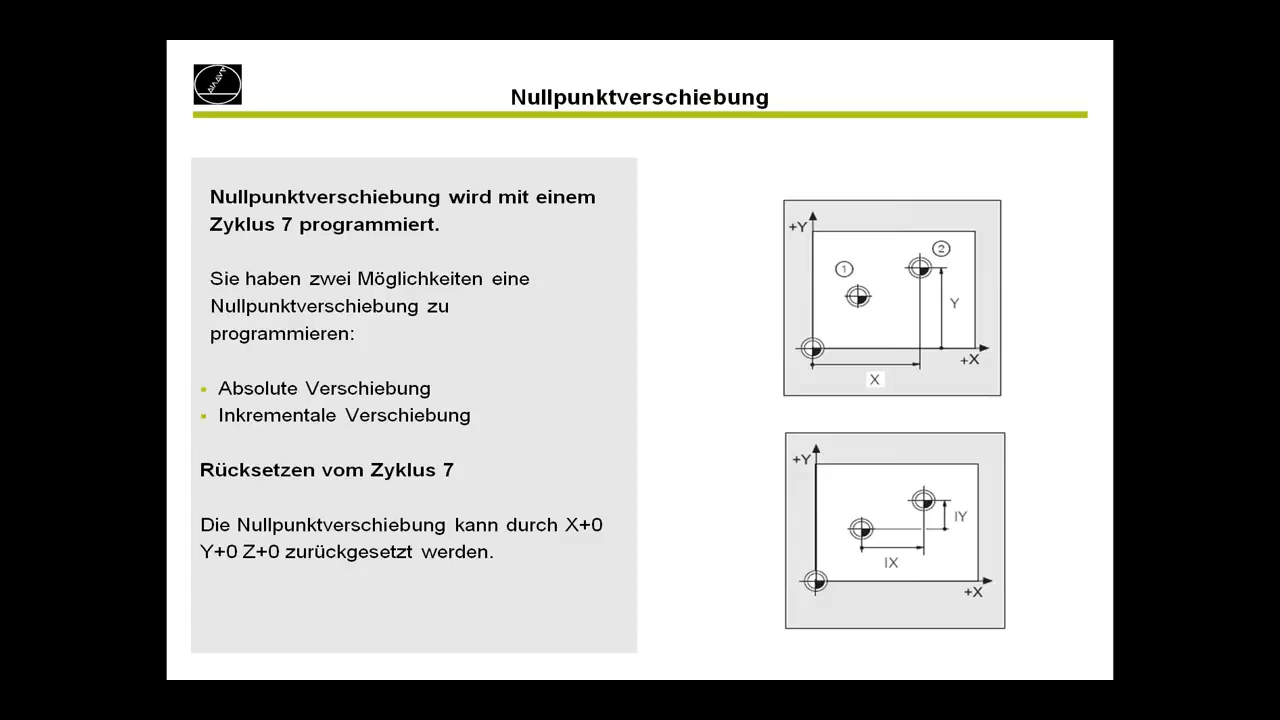 Nullpunktverschiebung
Nullpunktverschiebung wird mit einem
Zyklus 7 programmiert.
Sie haben zwei Möglichkeiten eine
Nullpunktverschiebung zu
programmieren:
Absolute Verschiebung
Inkrementale Verschiebung
Rücksetzen vom Zyklus 7
Die Nullpunktverschiebung kann durch X+0
Y+0 Z+0 zurückgesetzt werden.
+Y
1
2
Y
+X
X
+Y
IY
IX
+X